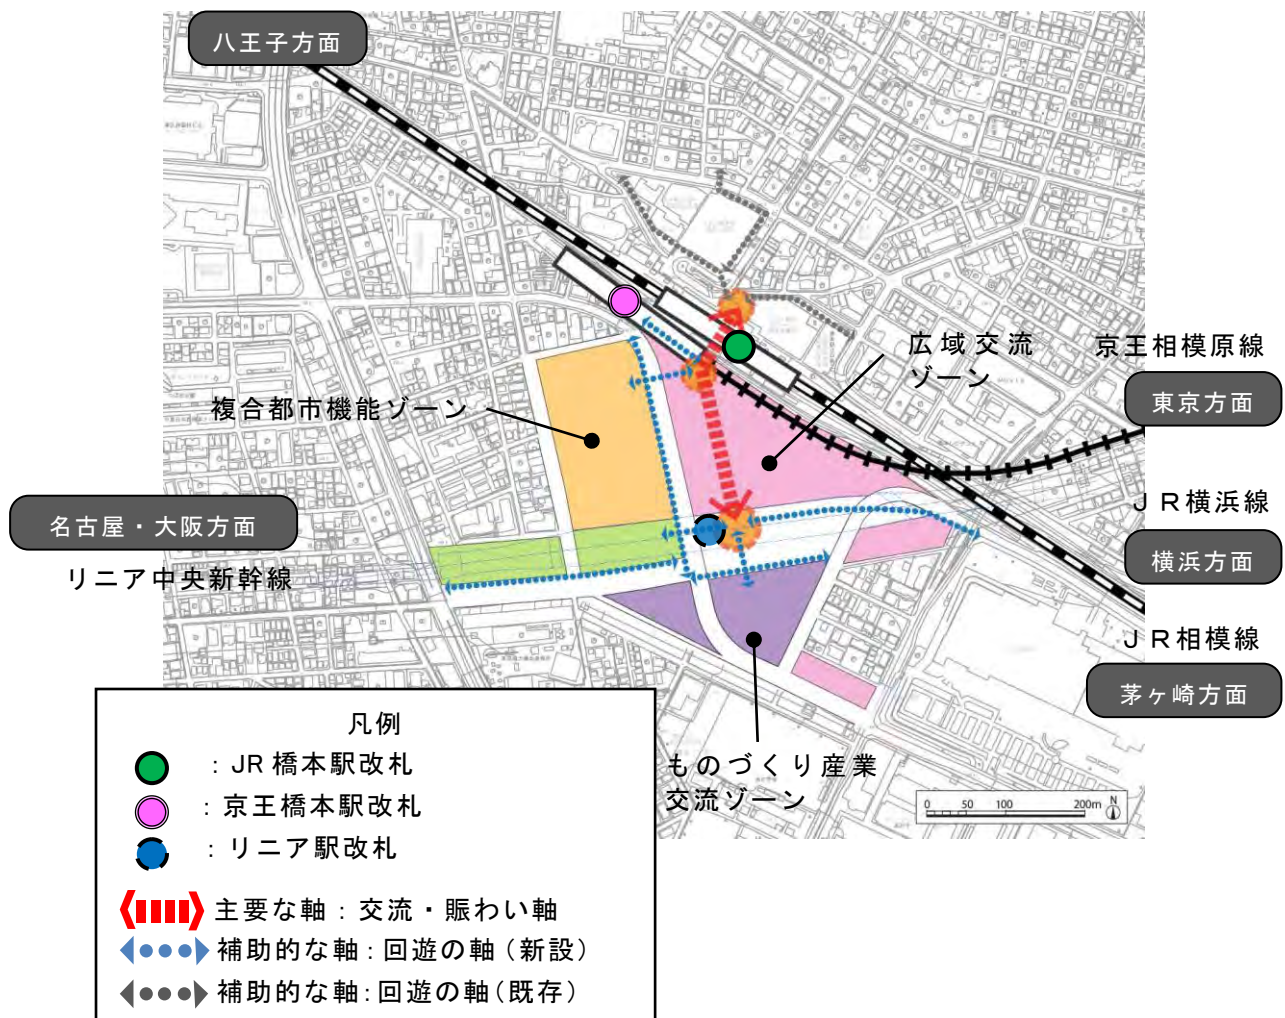 八王子方面
広域交流
ゾーン
京王相模原線
東京方面
複合都市機能ゾーン
名古屋・大阪方面
リニア中央新幹線
JR横浜線
横浜方面
JR相模線
茅ヶ崎方面
ものづくり産業
交流ゾーン
0 50 100 200m N
凡例
：JR橋本駅改札
：京王橋本駅改札
：リニア駅改札
主要な軸：交流・賑わい軸
補助的な軸：回遊の軸（新設）
補助的な軸：回遊の軸（既存）